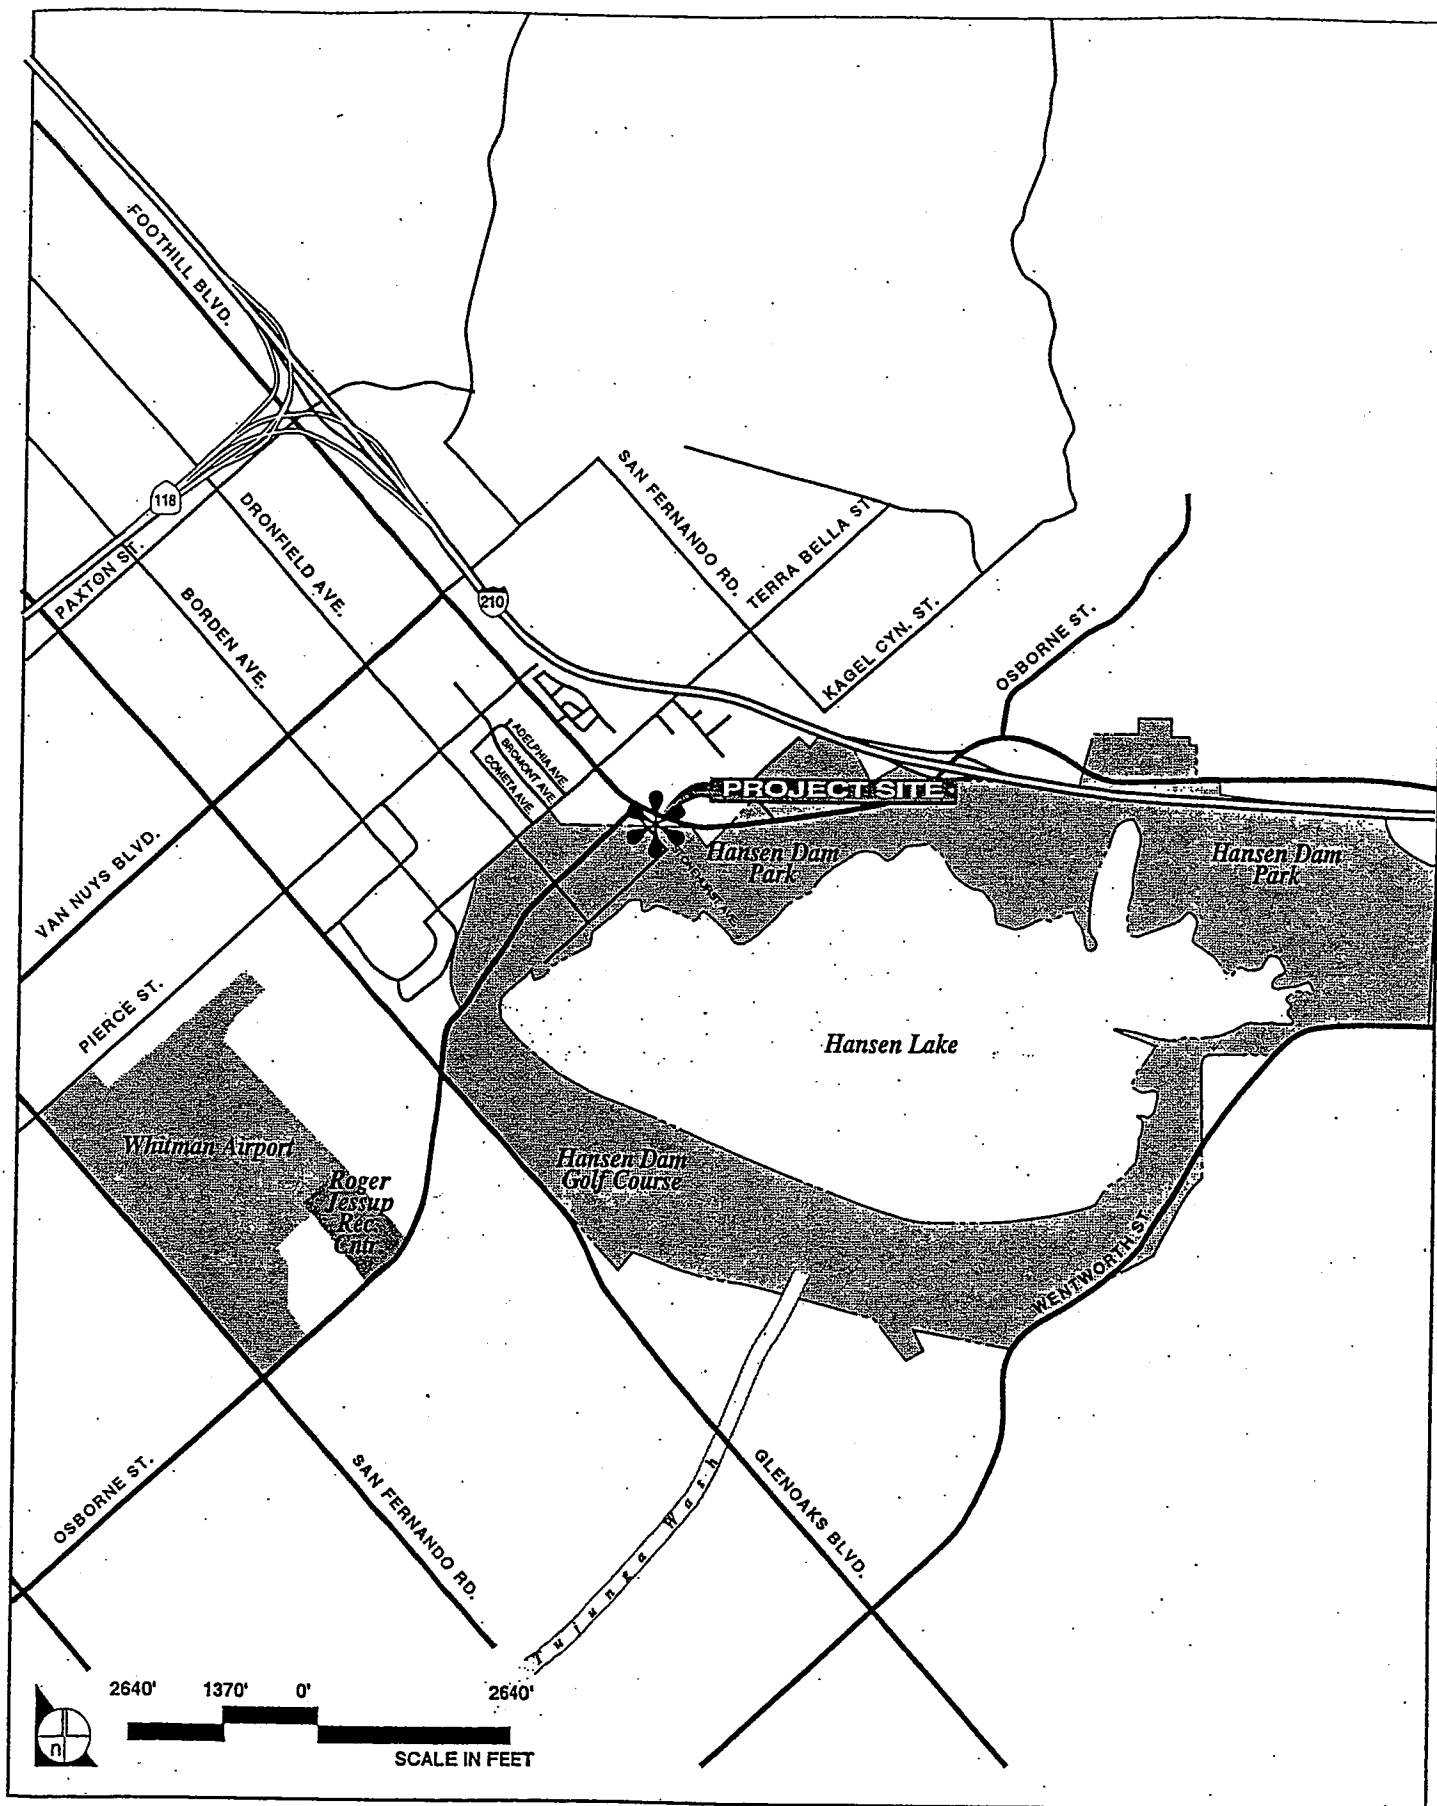 FOOTHILL BLVD.
118
PAXTON ST.
DRONFIELD AVE.
BORDEN AVE.
210
SAN FERNANDO RD.
TERRA BELLA ST.
KAGEL CYN. ST.
OSBORNE ST.
ADELPHIA AVE.
BROMONT AVE.
COMETA AVE.
PROJECT SITE
VAN NUYS BLVD.
Hansen Dam
Park
Hansen Dam
Park
PIERCE ST.
Hansen Lake
Whitman Airport
Roger
Jessup
Rec.
Cntr.
Hansen Dam
Golf Course
WENTWORTH ST.
OSBORNE ST.
SAN FERNANDO RD.
Tujunga Wash
GLENOAKS BLVD.
2640' 1370' 0' 2640'
n
SCALE IN FEET